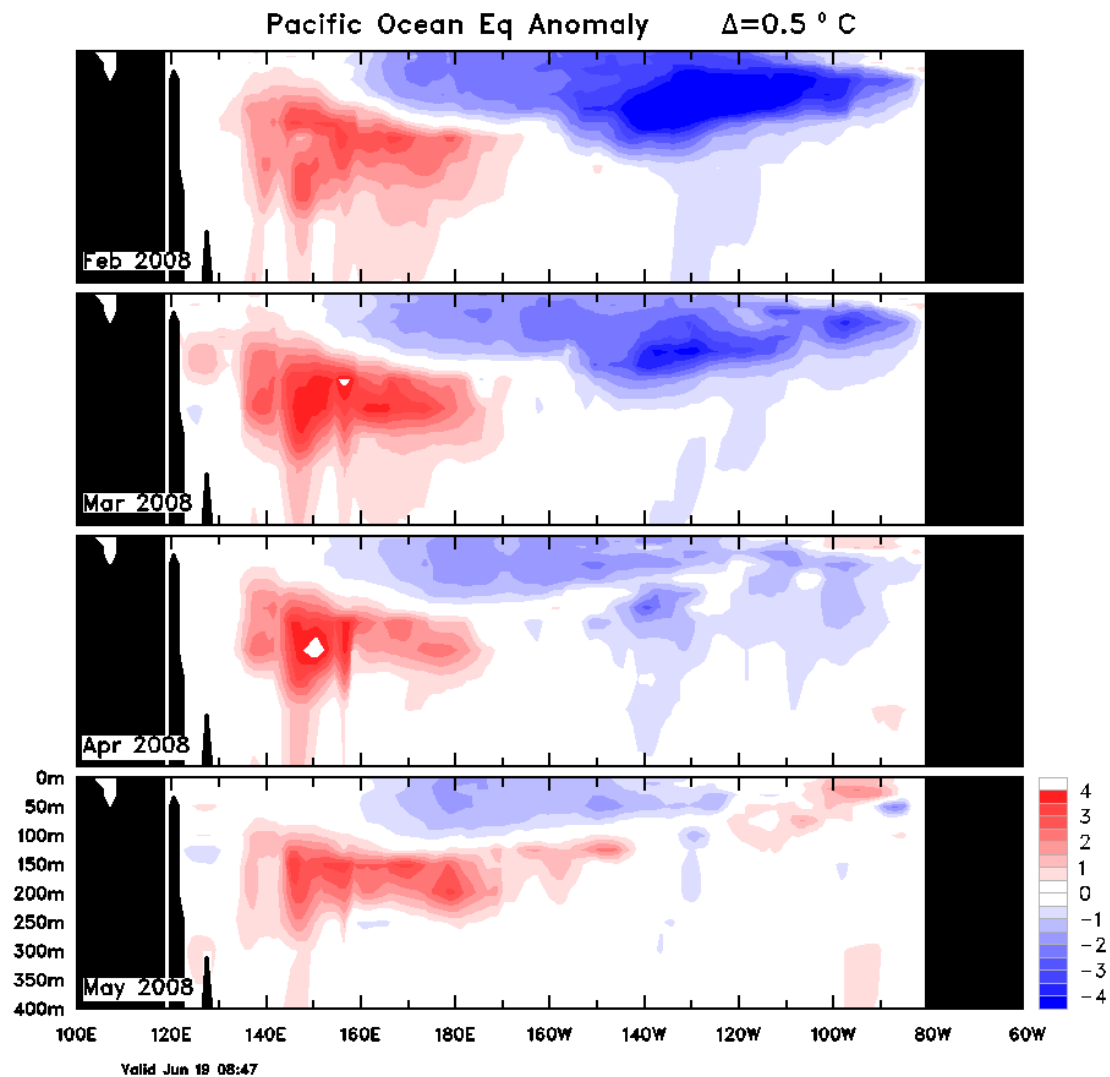 Pacific Ocean Eq Anomaly Δ=0.5 °C
Feb 2008
Mar 2008
Apr 2008
0m
50m
100m
150m
200m
250m
300m
350m
400m
May 2008
4
3
2
1
0
-1
-2
-3
-4
100E 120E 140E 160E 180E 160W 140W 120W 100W 80W 60W
Valid Jun 19 08:47